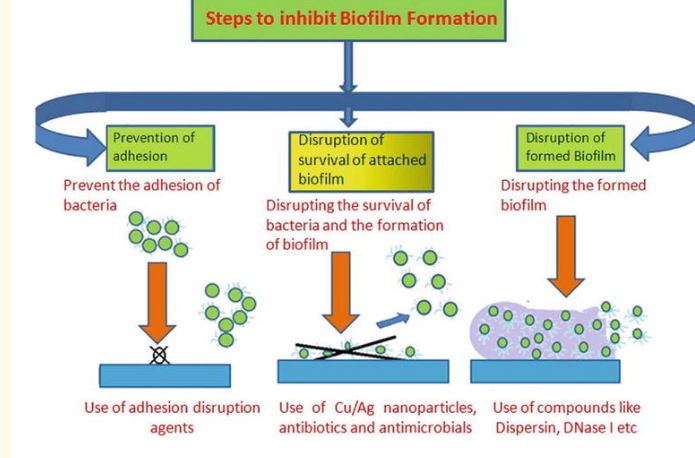 Steps to inhibit Biofilm Formation
Prevention of
adhesion
Prevent the adhesion of
bacteria
Use of adhesion disruption
agents
Disruption of
survival of attached
biofilm
Disrupting the survival of
bacteria and the formation
of biofilm
Use of Cu/Ag nanoparticles,
antibiotics and antimicrobials
Disruption of
formed Biofilm
Disrupting the formed
biofilm
Use of compounds like
Dispersin, DNase I etc